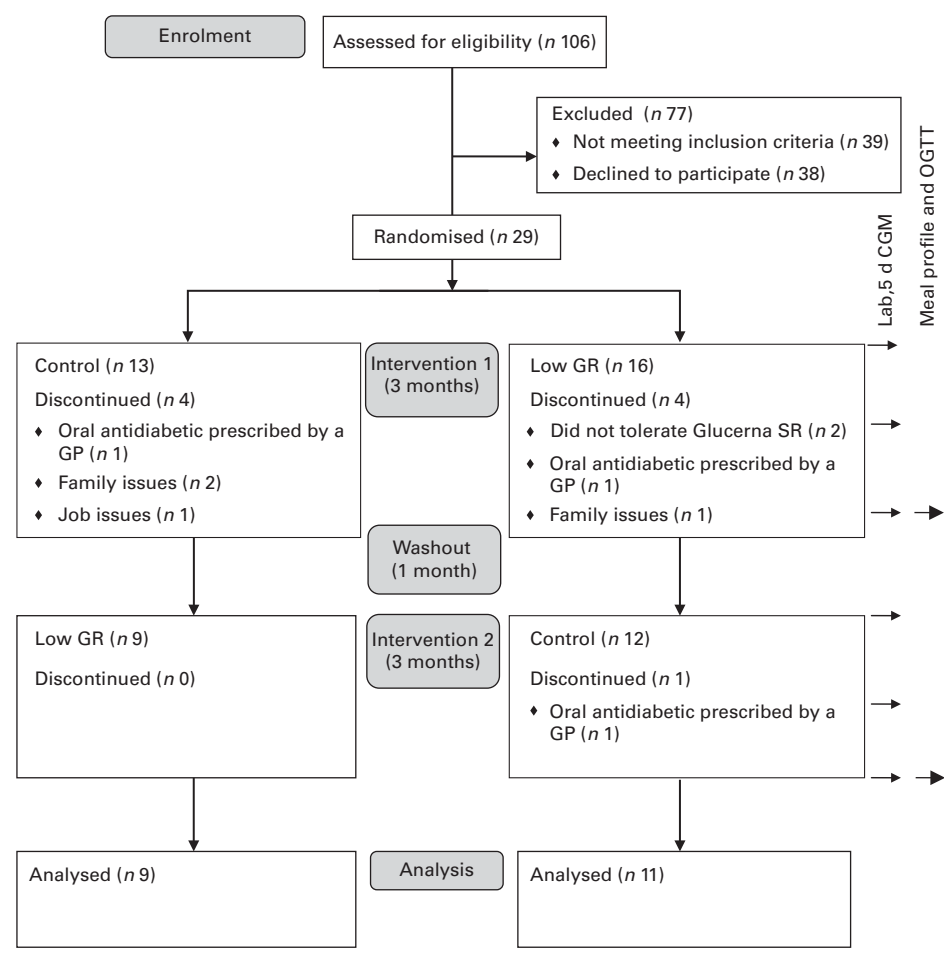 Enrolment
Assessed for eligibility (n 106)
Excluded (n 77)
♦ Not meeting inclusion criteria (n 39)
♦ Declined to participate (n 38)
Randomised (n 29)
Lab,5 d CGM
Meal profile and OGTT
Control (n 13)
Discontinued (n 4)
♦ Oral antidiabetic prescribed by a
GP (n 1)
♦ Family issues (n 2)
♦ Job issues (n 1)
Intervention 1
(3 months)
Low GR (n 16)
Discontinued (n 4)
♦ Did not tolerate Glucerna SR (n 2)
♦ Oral antidiabetic prescribed by a
GP (n 1)
♦ Family issues (n 1)
Washout
(1 month)
Low GR (n 9)
Discontinued (n 0)
Intervention 2
(3 months)
Control (n 12)
Discontinued (n 1)
♦ Oral antidiabetic prescribed by a
GP (n 1)
Analysed (n 9)
Analysis
Analysed (n 11)